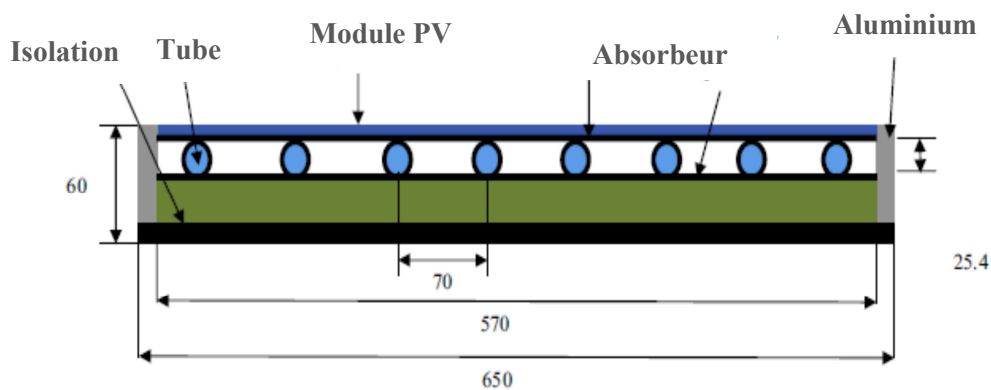 Module PV
Aluminium
Isolation
Tube
Absorbeur
60
70
25.4
570
650